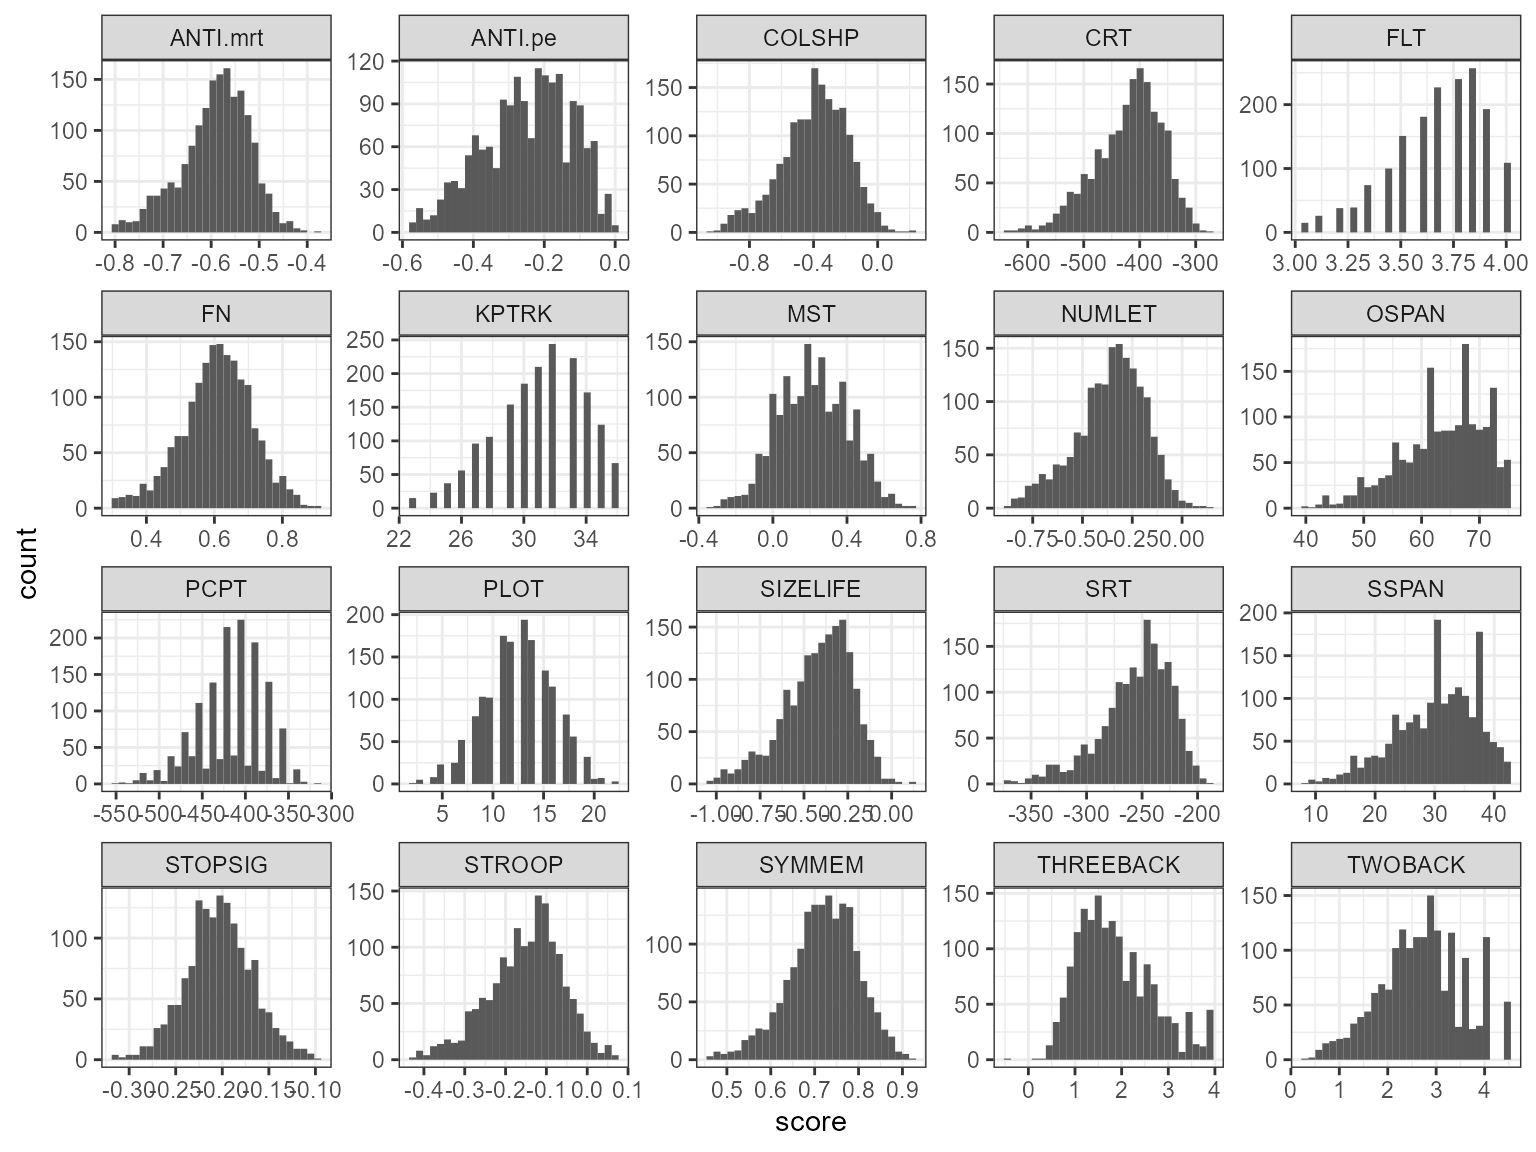 ANTI.mrt ANTI.pe COLSHP CRT FLT
150 100 50 0
120 90 60 30 0
150 100 50 0
150 100 50 0
200 100 0
-0.8 -0.7 -0.6 -0.5 -0.4
-0.6 -0.4 -0.2 0.0
-0.8 -0.4 0.0
-600 -500 -400 -300
3.00 3.25 3.50 3.75 4.00
FN KPTRK MST NUMLET OSPAN
150 100 50 0
250 200 150 100 50 0
150 100 50 0
150 100 50 0
150 100 50 0
0.4 0.6 0.8
22 26 30 34
-0.4 0.0 0.4 0.8
-0.75 -0.50 -0.25 0.00
40 50 60 70
count
PCPT PLOT SIZELIFE SRT SSPAN
200 150 100 50 0
200 150 100 50 0
150 100 50 0
150 100 50 0
200 150 100 50 0
-550 -500 -450 -400 -350 -300
5 10 15 20
-1.00 -0.75 -0.50 -0.25 0.00
-350 -300 -250 -200
10 20 30 40
STOPSIG STROOP SYMMEM THREEBACK TWOBACK
100 50 0
150 100 50 0
100 50 0
150 100 50 0
150 100 50 0
-0.30 -0.25 -0.20 -0.15 -0.10
-0.4 -0.3 -0.2 -0.1 0.0 0.1
0.5 0.6 0.7 0.8 0.9
0 1 2 3 4
0 1 2 3 4
score